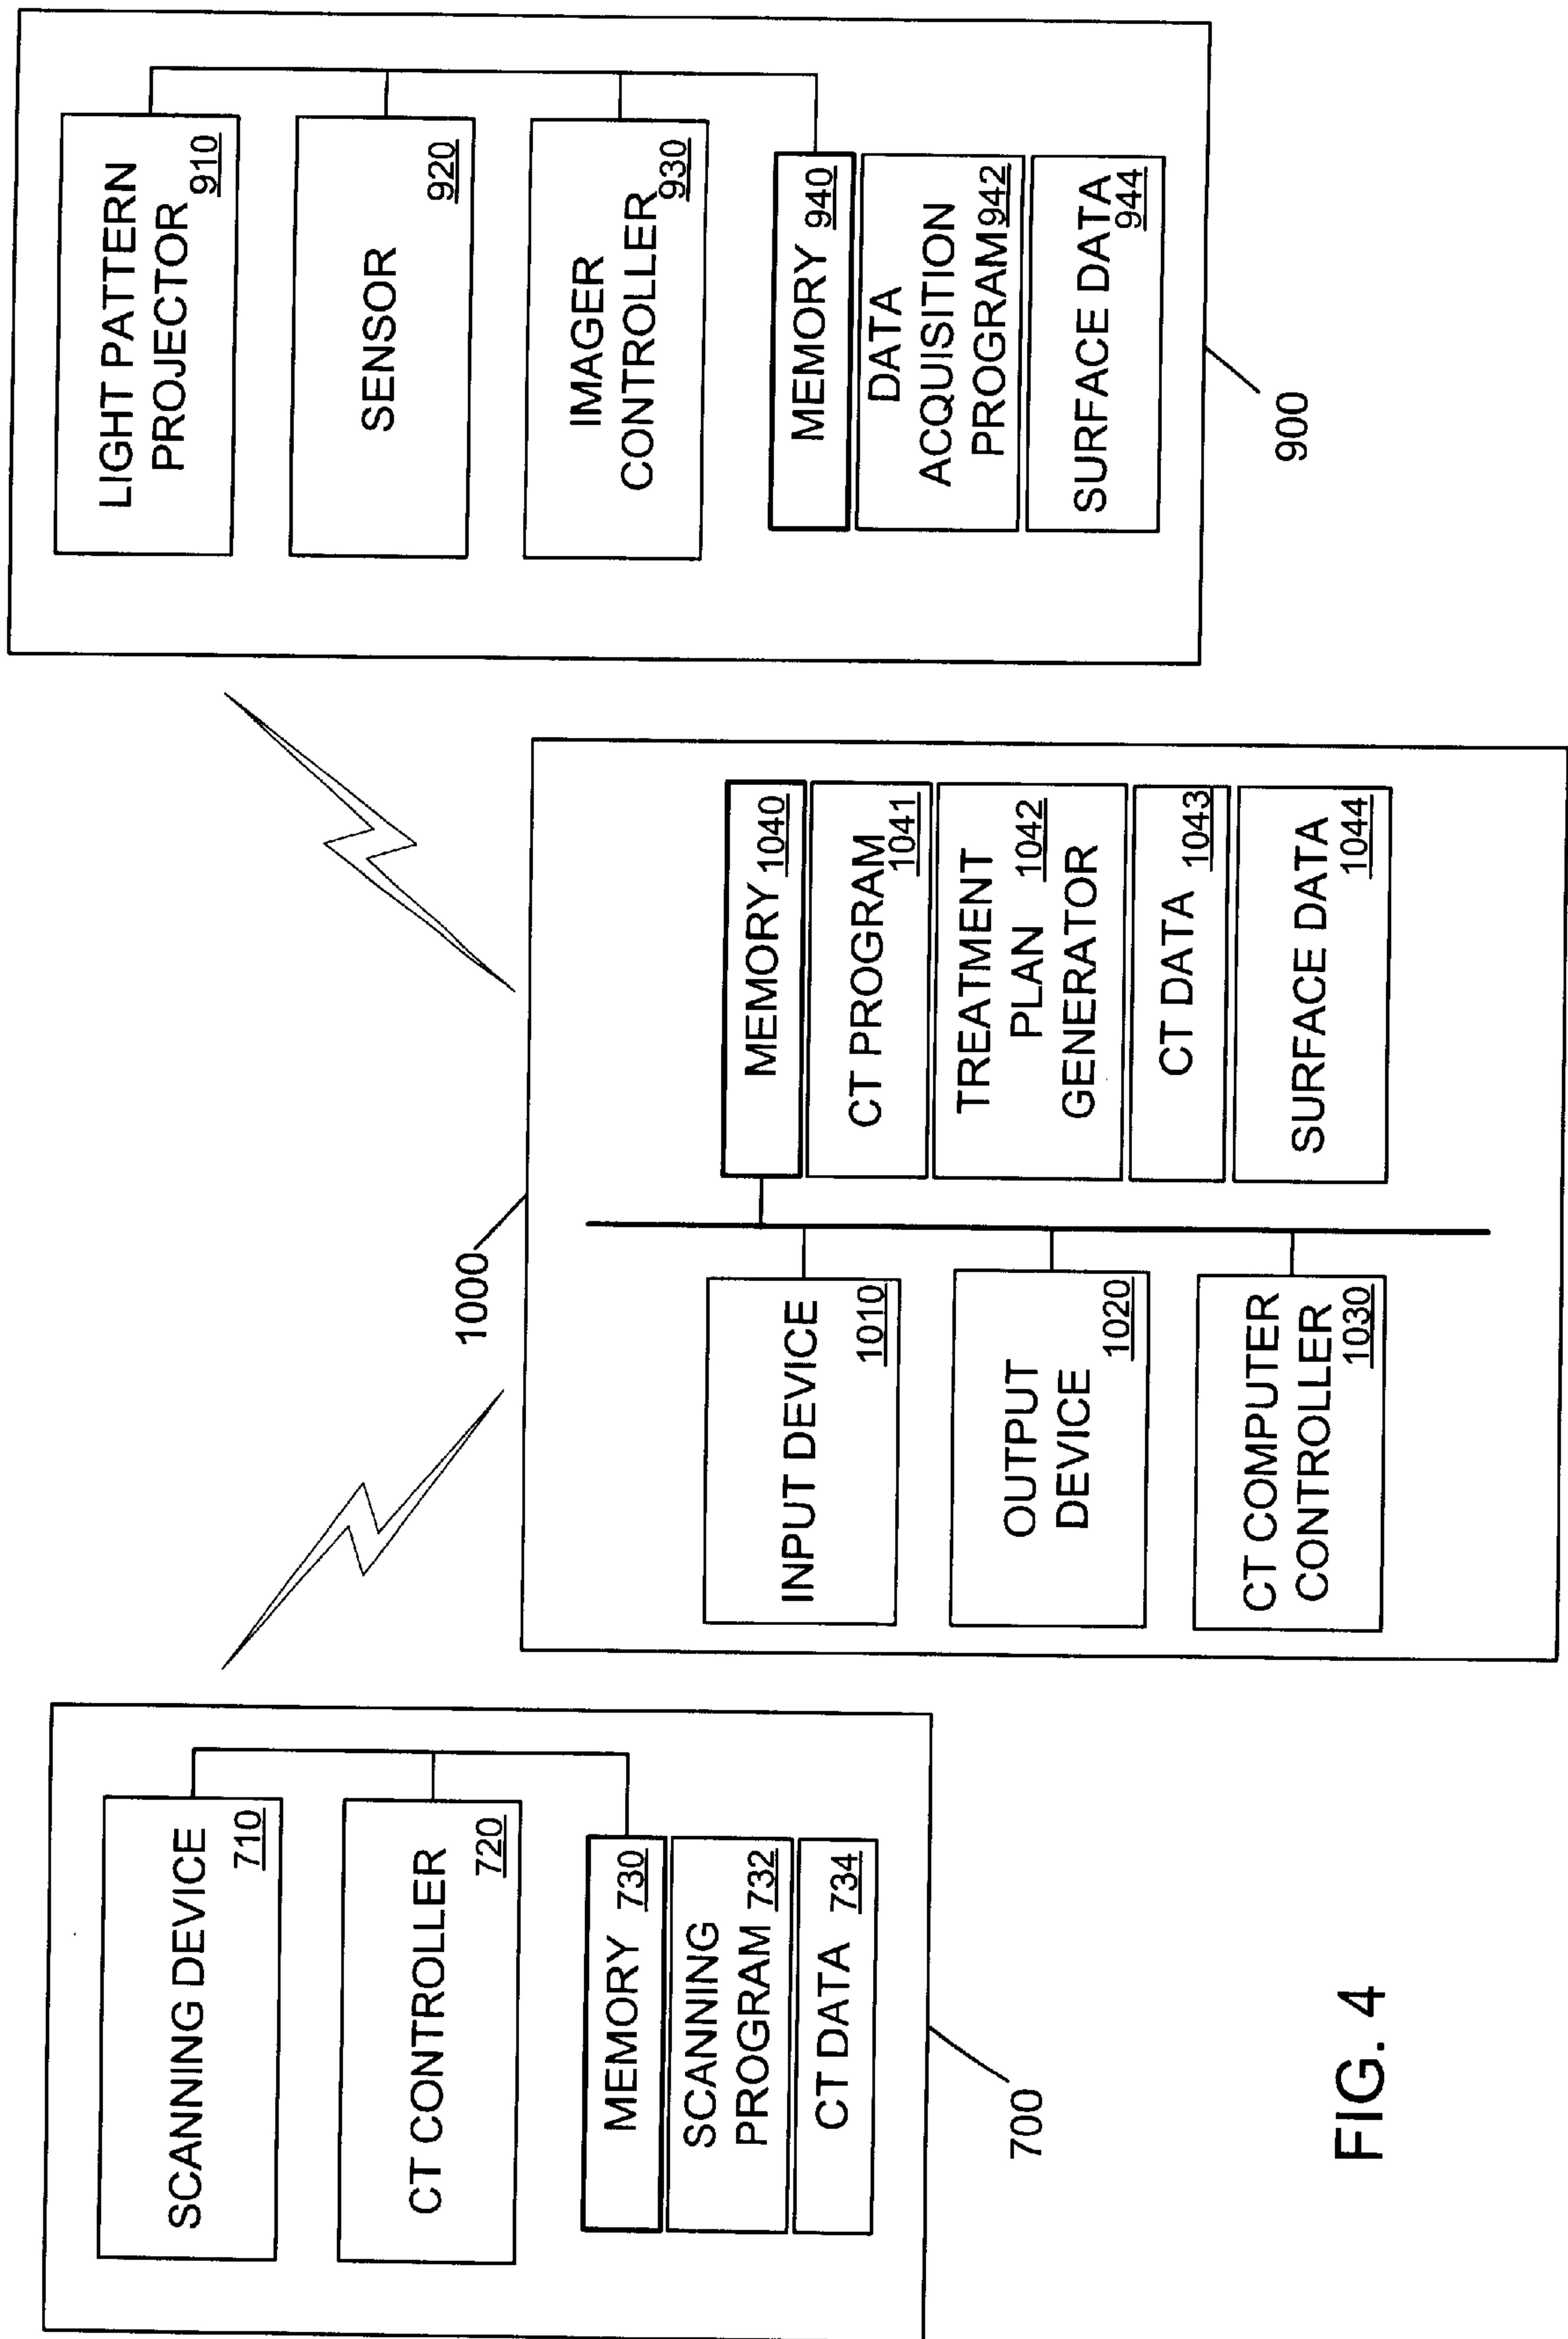 SCANNING DEVICE
710
CT CONTROLLER
720
MEMORY 730
SCANNING
PROGRAM 732
CT DATA 734
700
1000
INPUT DEVICE
1010
OUTPUT
DEVICE
1020
CT COMPUTER
CONTROLLER
1030
MEMORY 1040
CT PROGRAM
1041
TREATMENT
PLAN 1042
GENERATOR
CT DATA 1043
SURFACE DATA
1044
LIGHT PATTERN
PROJECTOR
910
SENSOR
920
IMAGER
CONTROLLER
930
MEMORY 940
DATA
ACQUISITION
PROGRAM 942
SURFACE DATA
944
900
FIG. 4